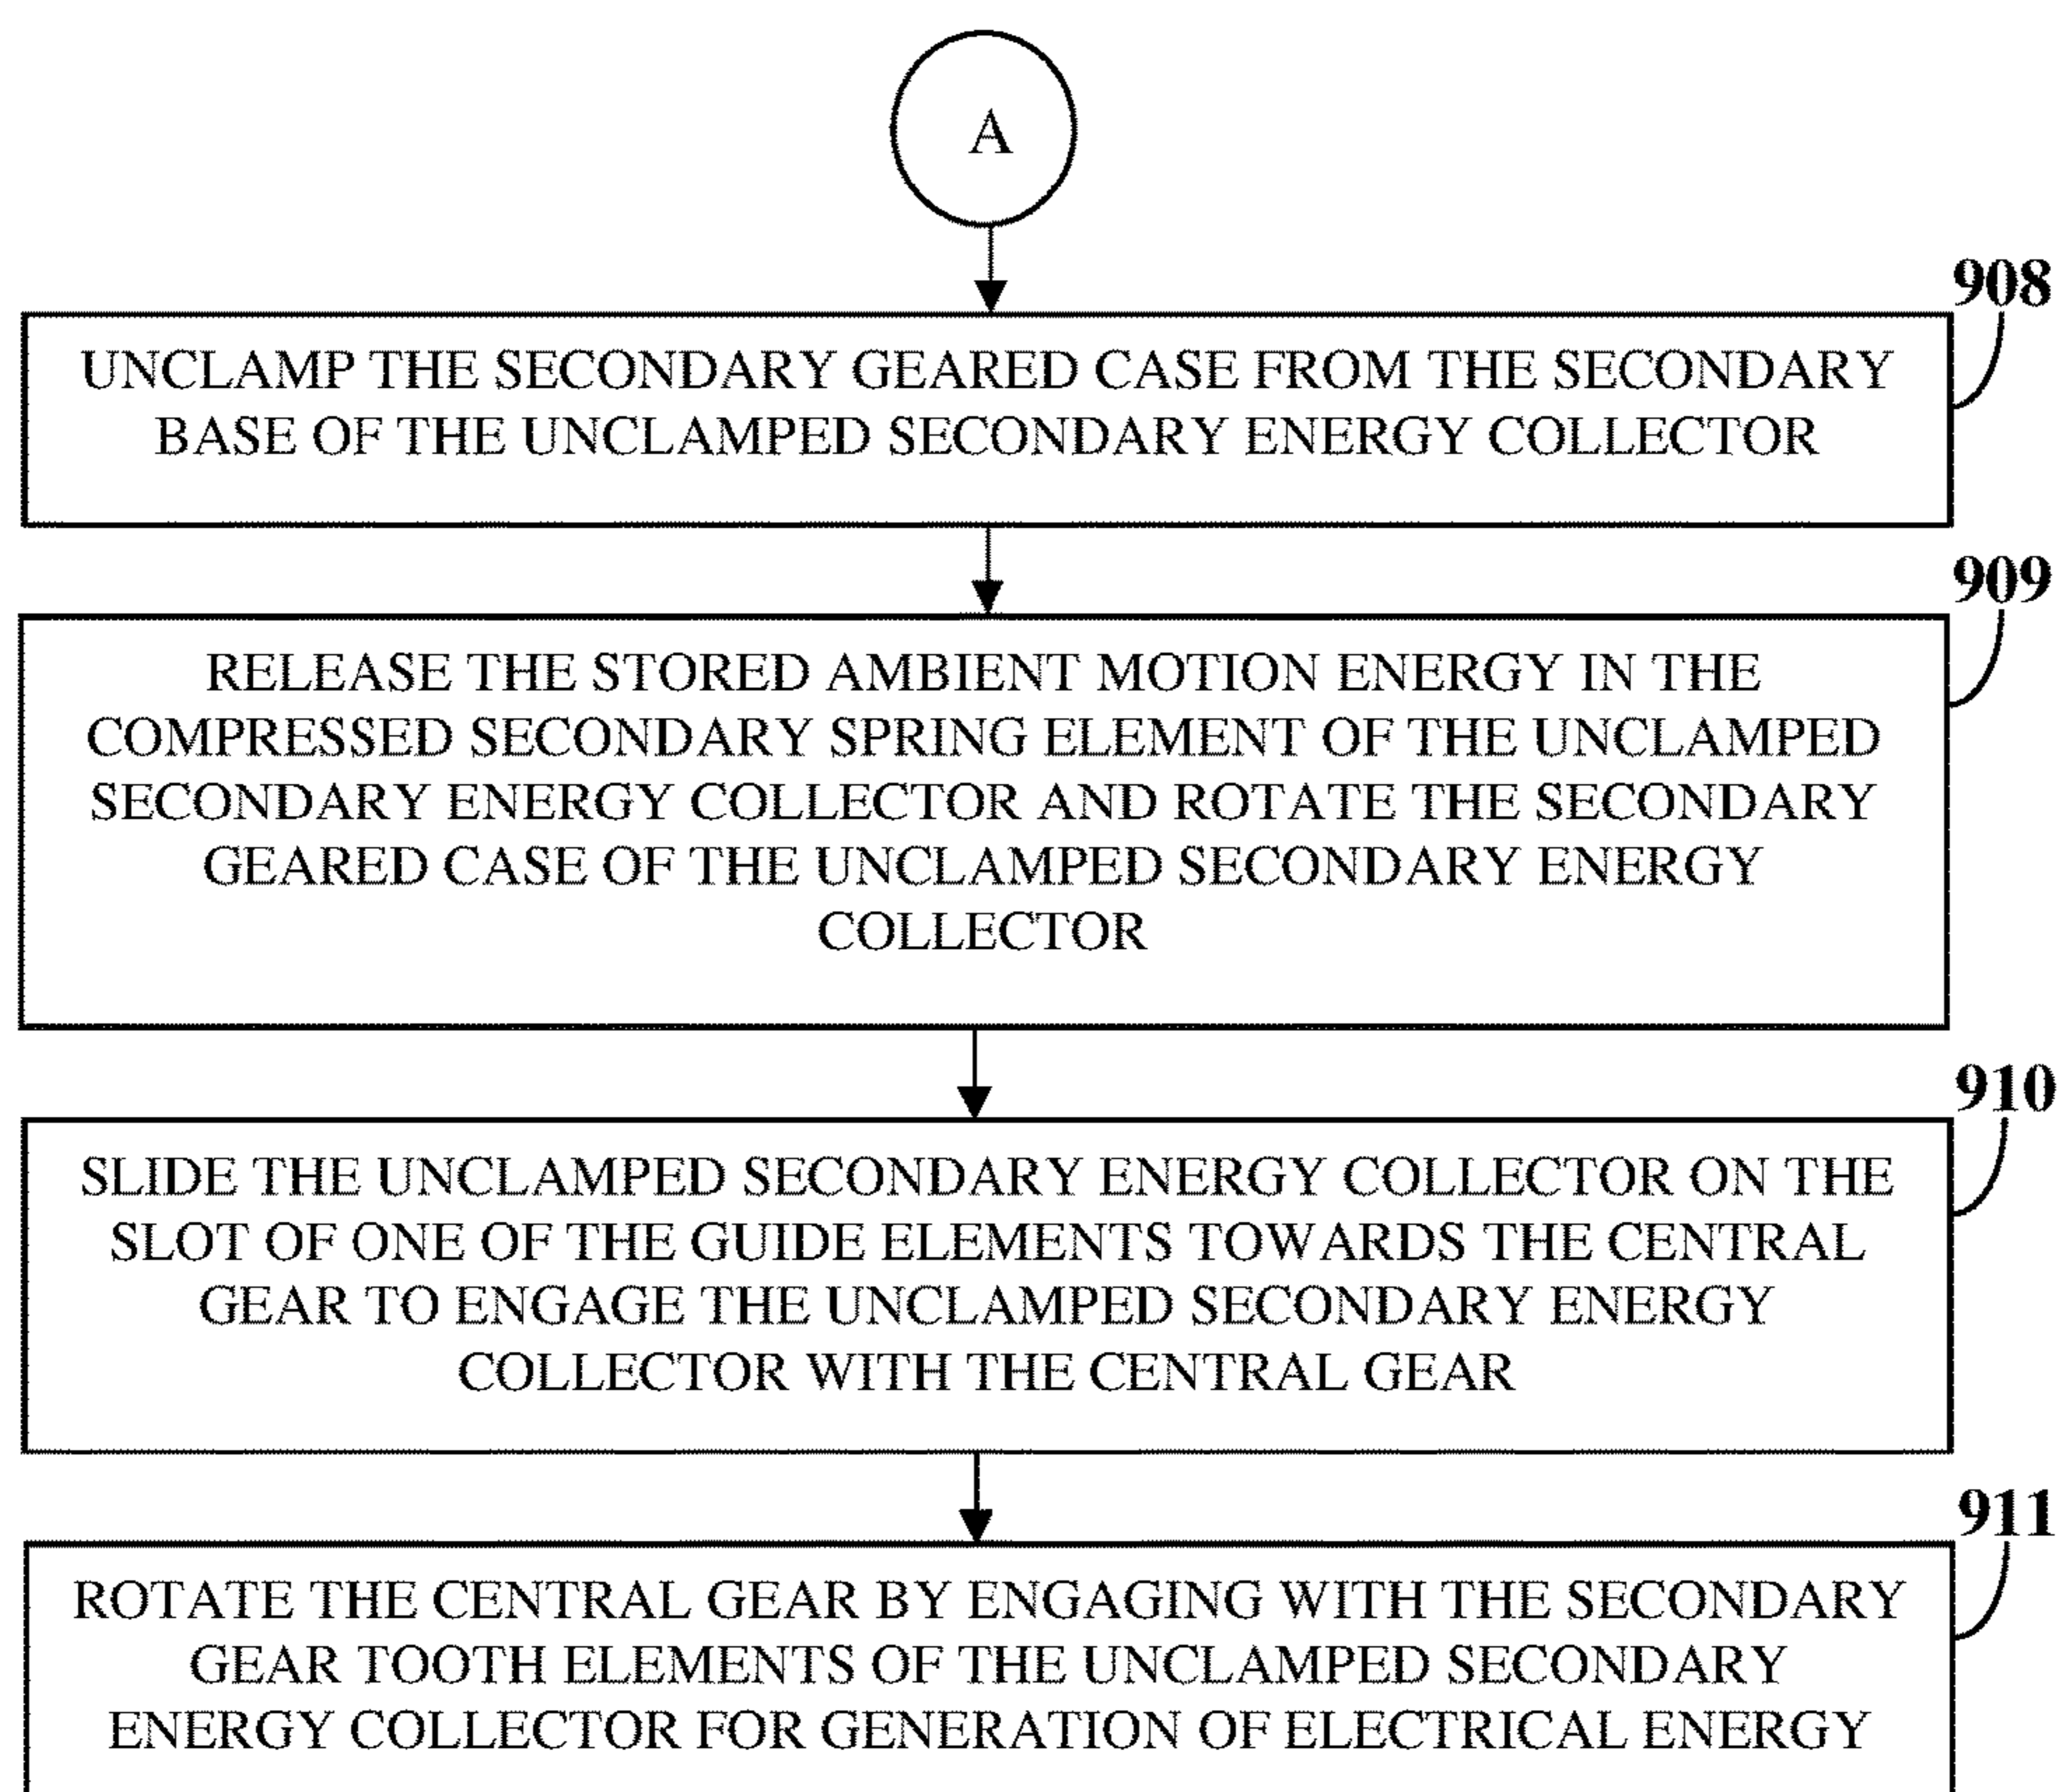 A
908
UNCLAMP THE SECONDARY GEARED CASE FROM THE SECONDARY
BASE OF THE UNCLAMPED SECONDARY ENERGY COLLECTOR
909
RELEASE THE STORED AMBIENT MOTION ENERGY IN THE
COMPRESSED SECONDARY SPRING ELEMENT OF THE UNCLAMPED
SECONDARY ENERGY COLLECTOR AND ROTATE THE SECONDARY
GEARED CASE OF THE UNCLAMPED SECONDARY ENERGY
COLLECTOR
910
SLIDE THE UNCLAMPED SECONDARY ENERGY COLLECTOR ON THE
SLOT OF ONE OF THE GUIDE ELEMENTS TOWARDS THE CENTRAL
GEAR TO ENGAGE THE UNCLAMPED SECONDARY ENERGY
COLLECTOR WITH THE CENTRAL GEAR
911
ROTATE THE CENTRAL GEAR BY ENGAGING WITH THE SECONDARY
GEAR TOOTH ELEMENTS OF THE UNCLAMPED SECONDARY
ENERGY COLLECTOR FOR GENERATION OF ELECTRICAL ENERGY